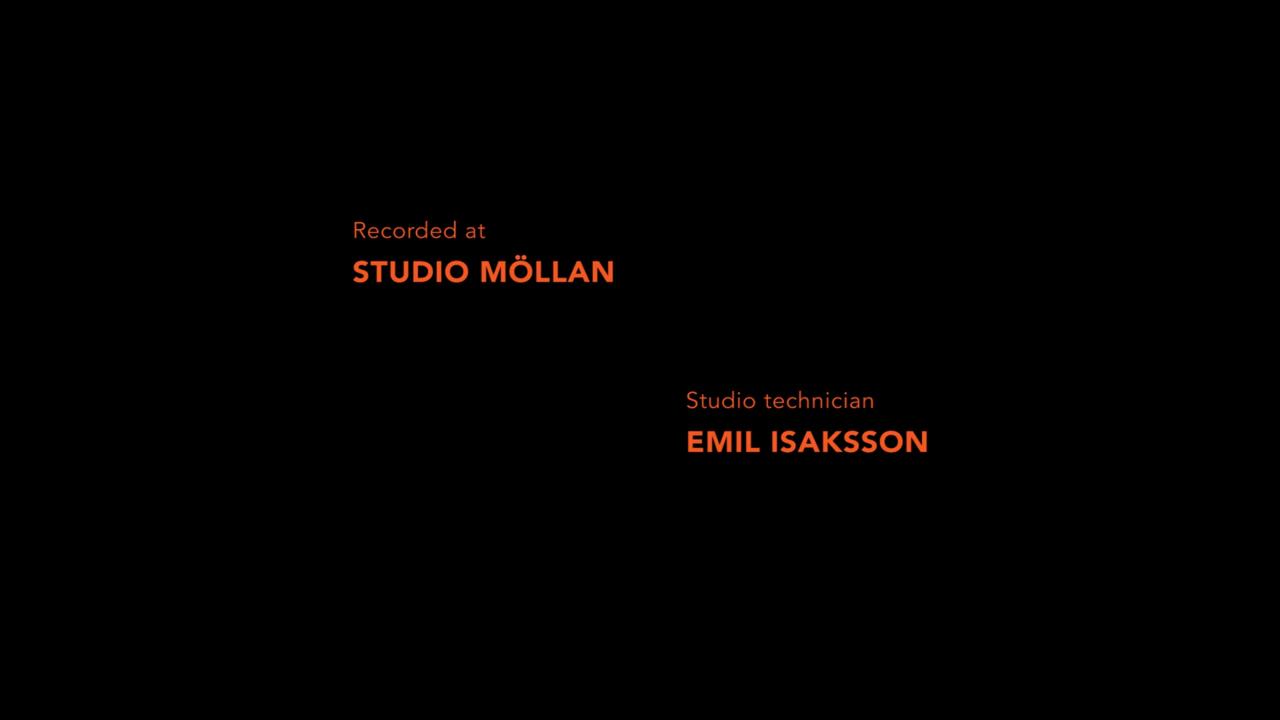 Recorded at
STUDIO MÖLLAN
Studio technician
EMIL ISAKSSON